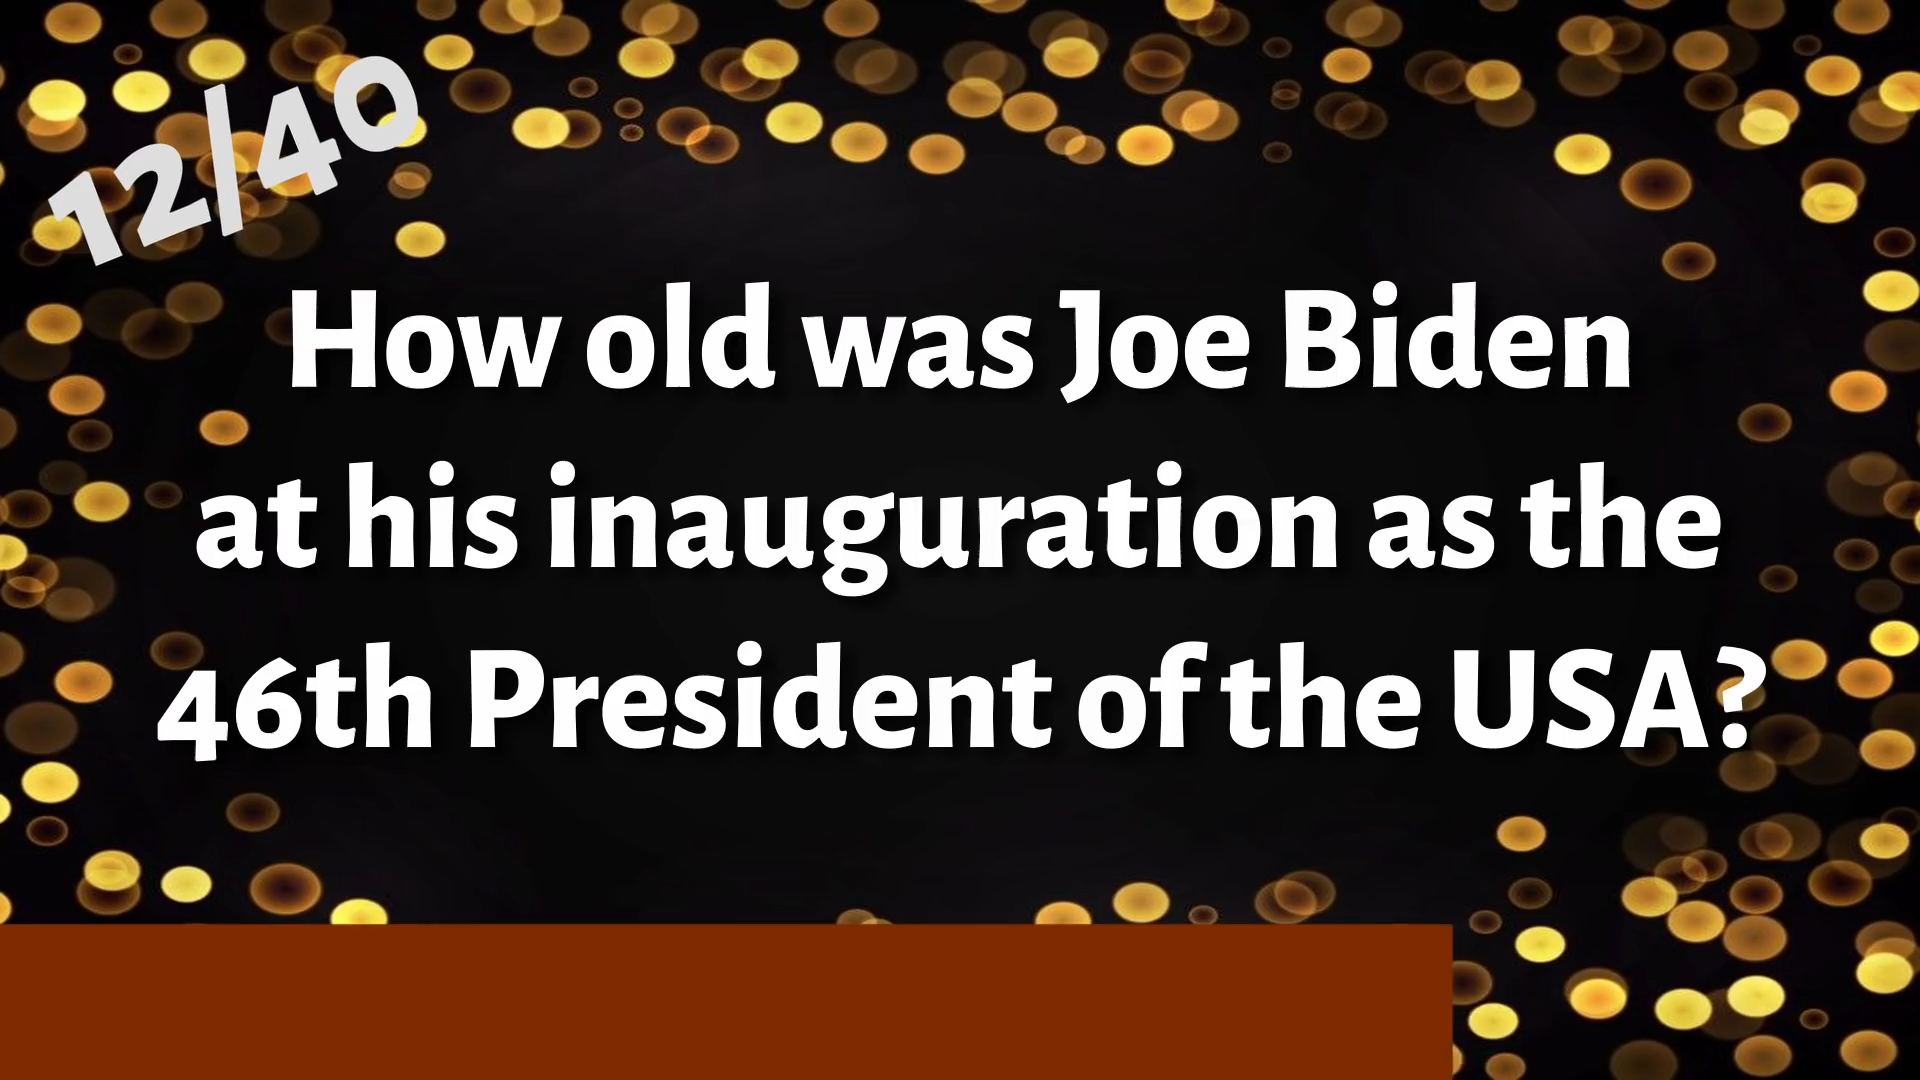 12/40
How old was Joe Biden
at his inauguration as the
46th President of the USA?